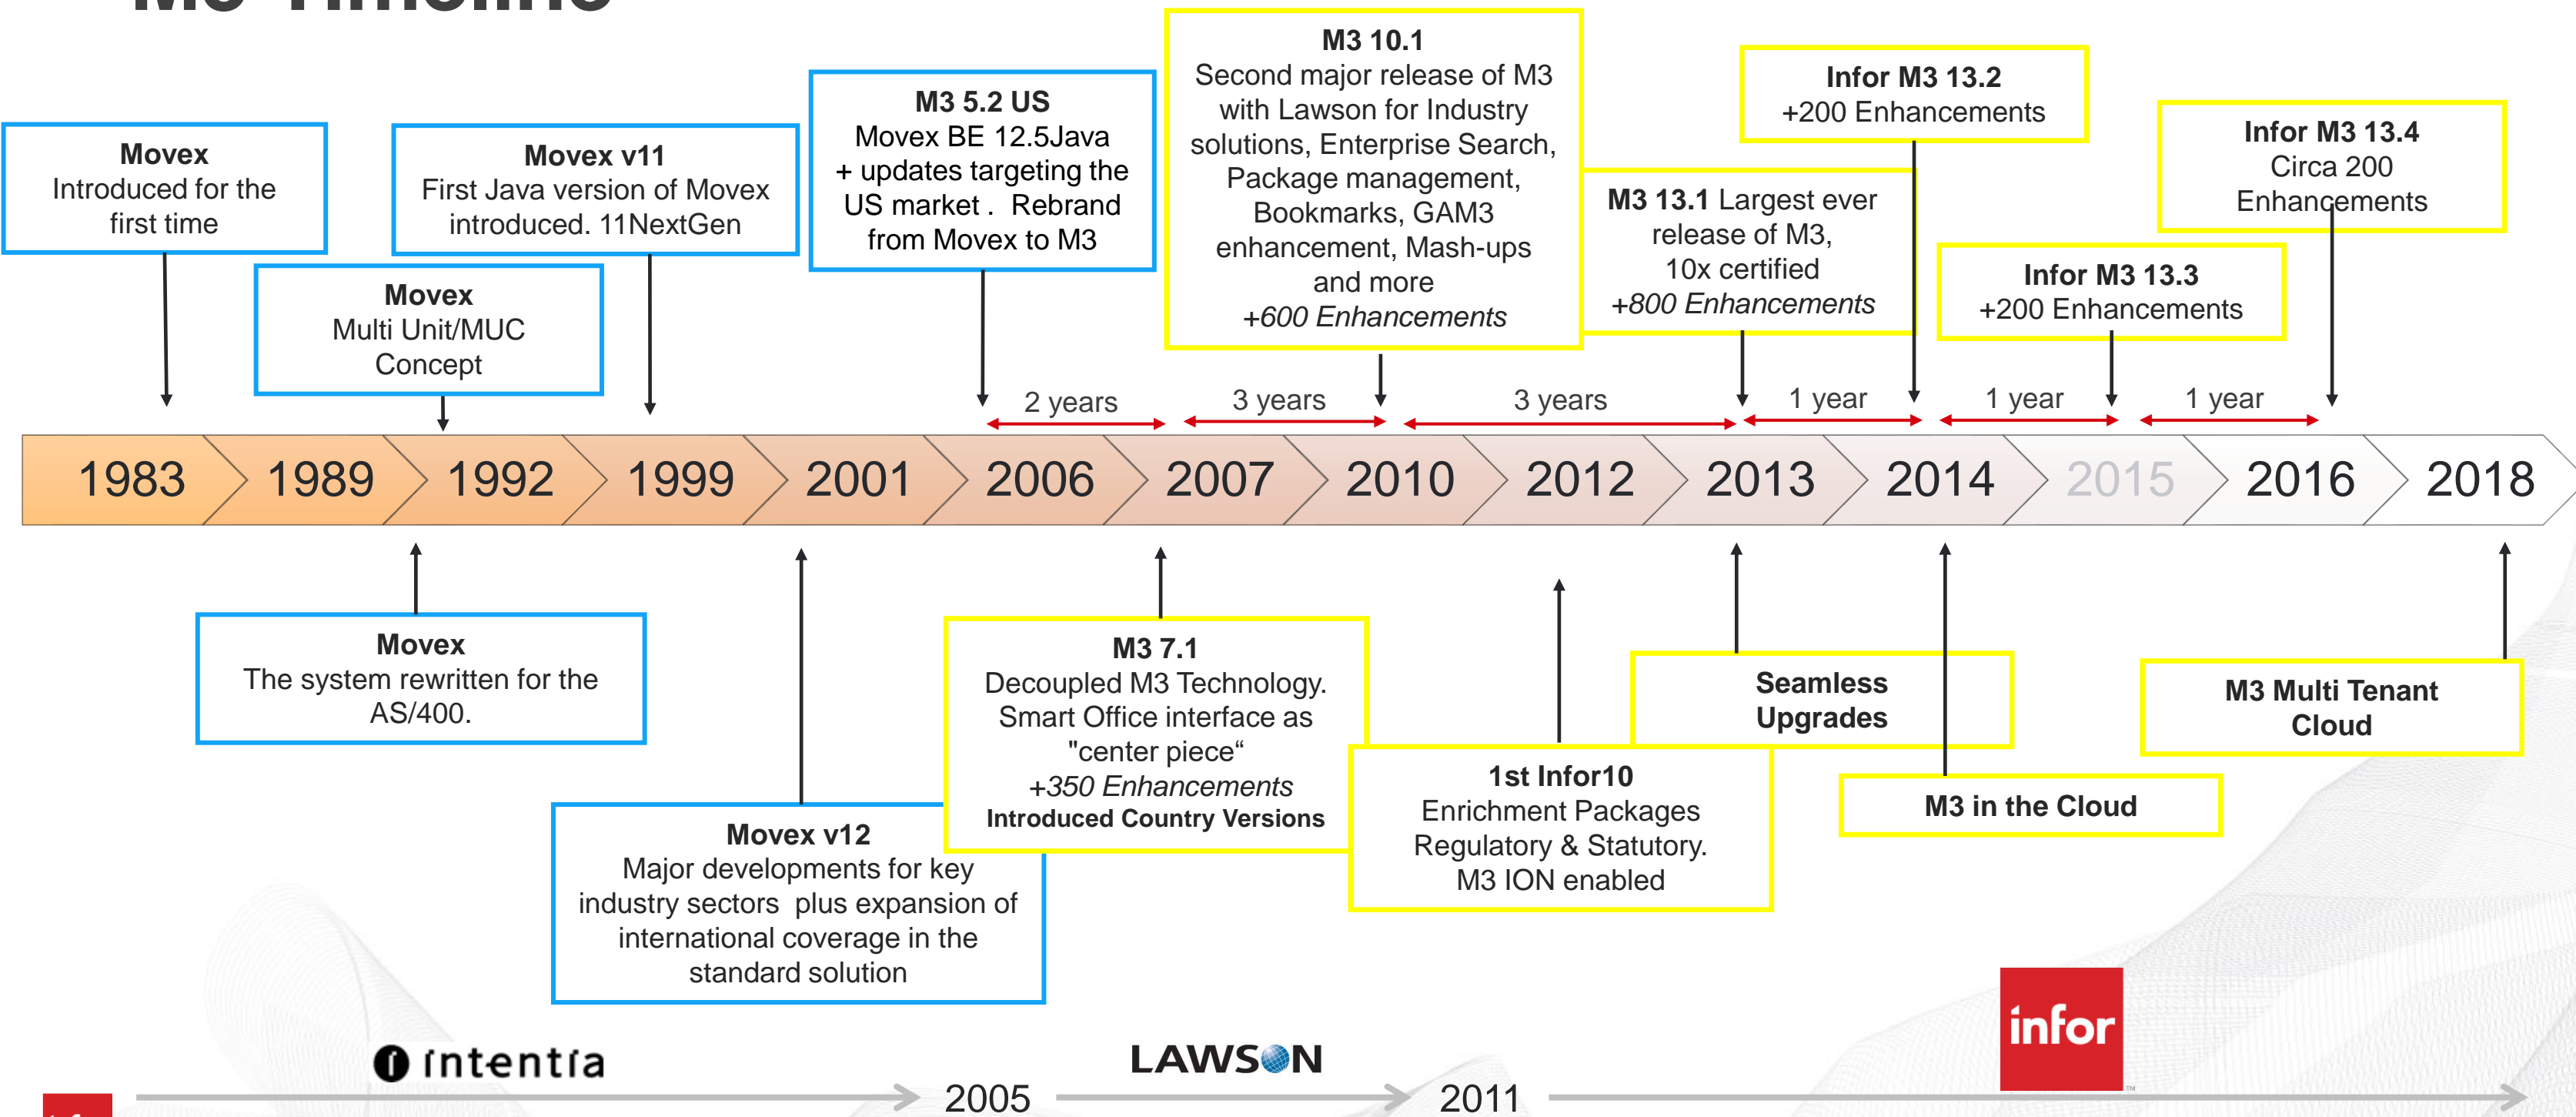 M3 Timeline
Movex
Introduced for the
first time
Movex
Multi Unit/MUC
Concept
Movex v11
First Java version of Movex
introduced. 11NextGen
M3 5.2 US
Movex BE 12.5Java
+ updates targeting the
US market .  Rebrand
from Movex to M3
M3 10.1
Second major release of M3
with Lawson for Industry
solutions, Enterprise Search,
Package management,
Bookmarks, GAM3
enhancement, Mash-ups
and more
+600 Enhancements
M3 13.1 Largest ever
release of M3,
10x certified
+800 Enhancements
Infor M3 13.2
+200 Enhancements
Infor M3 13.3
+200 Enhancements
Infor M3 13.4
Circa 200
Enhancements
2 years
3 years
3 years
1 year
1 year
1 year
1983
1989
1992
1999
2001
2006
2007
2010
2012
2013
2014
2015
2016
2018
Movex
The system rewritten for the
AS/400.
Movex v12
Major developments for key
industry sectors  plus expansion of
international coverage in the
standard solution
M3 7.1
Decoupled M3 Technology.
Smart Office interface as
"center piece“
+350 Enhancements
Introduced Country Versions
1st Infor10
Enrichment Packages
Regulatory & Statutory.
M3 ION enabled
Seamless
Upgrades
M3 in the Cloud
M3 Multi Tenant
Cloud
intentia
2005
LAWSON
2011
infor
TM